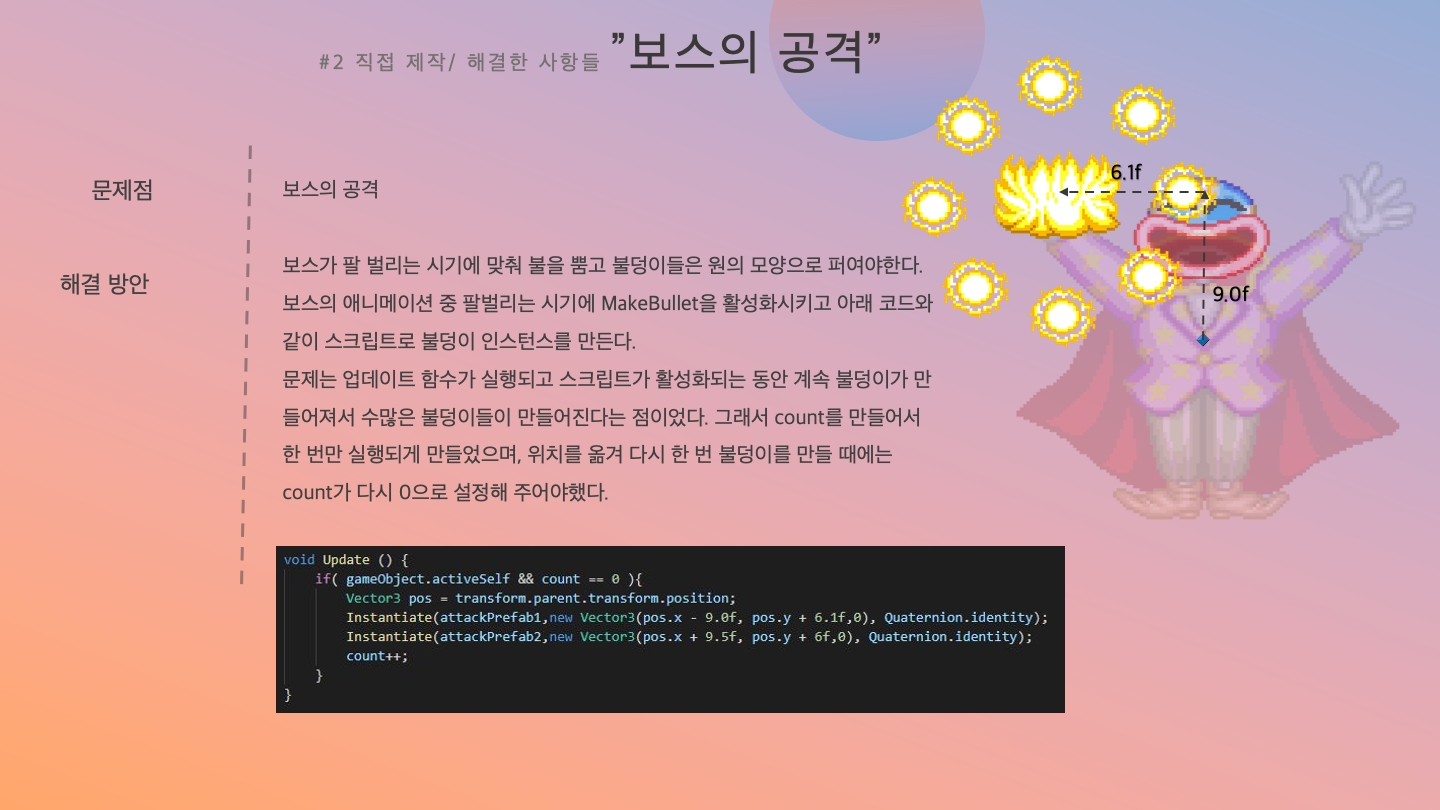 #2 직접 제작/ 해결한 사항들 ”보스의 공격”
문제점
보스의 공격
해결 방안
보스가 팔 벌리는 시기에 맞춰 불을 뿜고 불덩이들은 원의 모양으로 퍼여야한다.
보스의 애니메이션 중 팔벌리는 시기에 MakeBullet을 활성화시키고 아래 코드와
같이 스크립트로 불덩이 인스턴스를 만든다.
문제는 업데이트 함수가 실행되고 스크립트가 활성화되는 동안 계속 불덩이가 만
들어져서 수많은 불덩이들이 만들어진다는 점이었다. 그래서 count를 만들어서
한 번만 실행되게 만들었으며, 위치를 옮겨 다시 한 번 불덩이를 만들 때에는
count가 다시 0으로 설정해 주어야했다.
6.1f
9.0f
void Update () {
if( gameObject.activeSelf && count == 0 ){
Vector3 pos = transform.parent.transform.position;
Instantiate(attackPrefab1,new Vector3(pos.x - 9.0f, pos.y + 6.1f,0), Quaternion.identity);
Instantiate(attackPrefab2,new Vector3(pos.x + 9.5f, pos.y + 6f,0), Quaternion.identity);
count++;
}
}